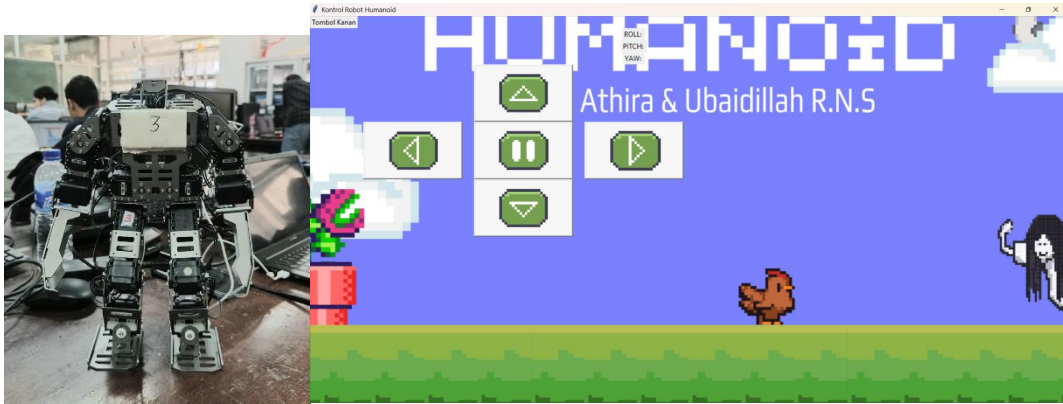 3
Kontrol Robot Humanoid
Tombol Kanan
HUMANOID
ROLL:
PITCH:
YAW:
Athira & Ubaidillah R.N.S